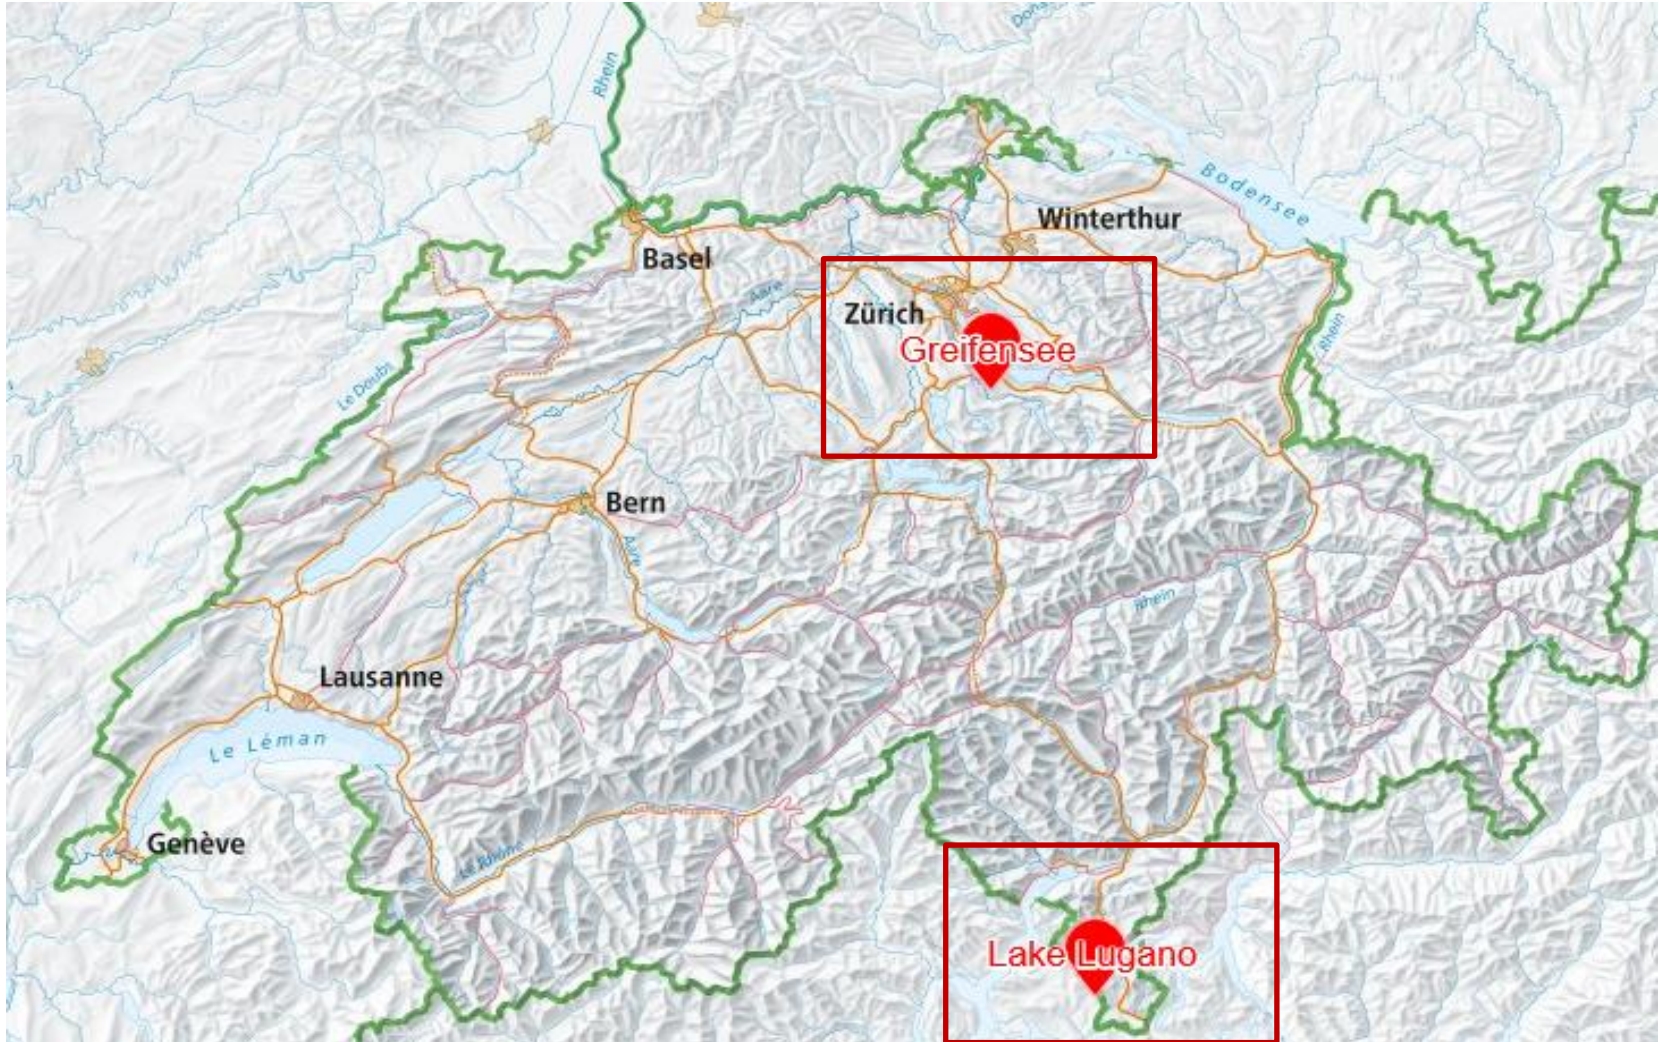 Dona
Rhein
Bodensee
Winterthur
Basel
Aare
Zürich
Rhein
Greifensee
Le Doubs
Bern
Aare
Rhein
Lausanne
Le Léman
Genève
Le Rhône
Lake Lugano